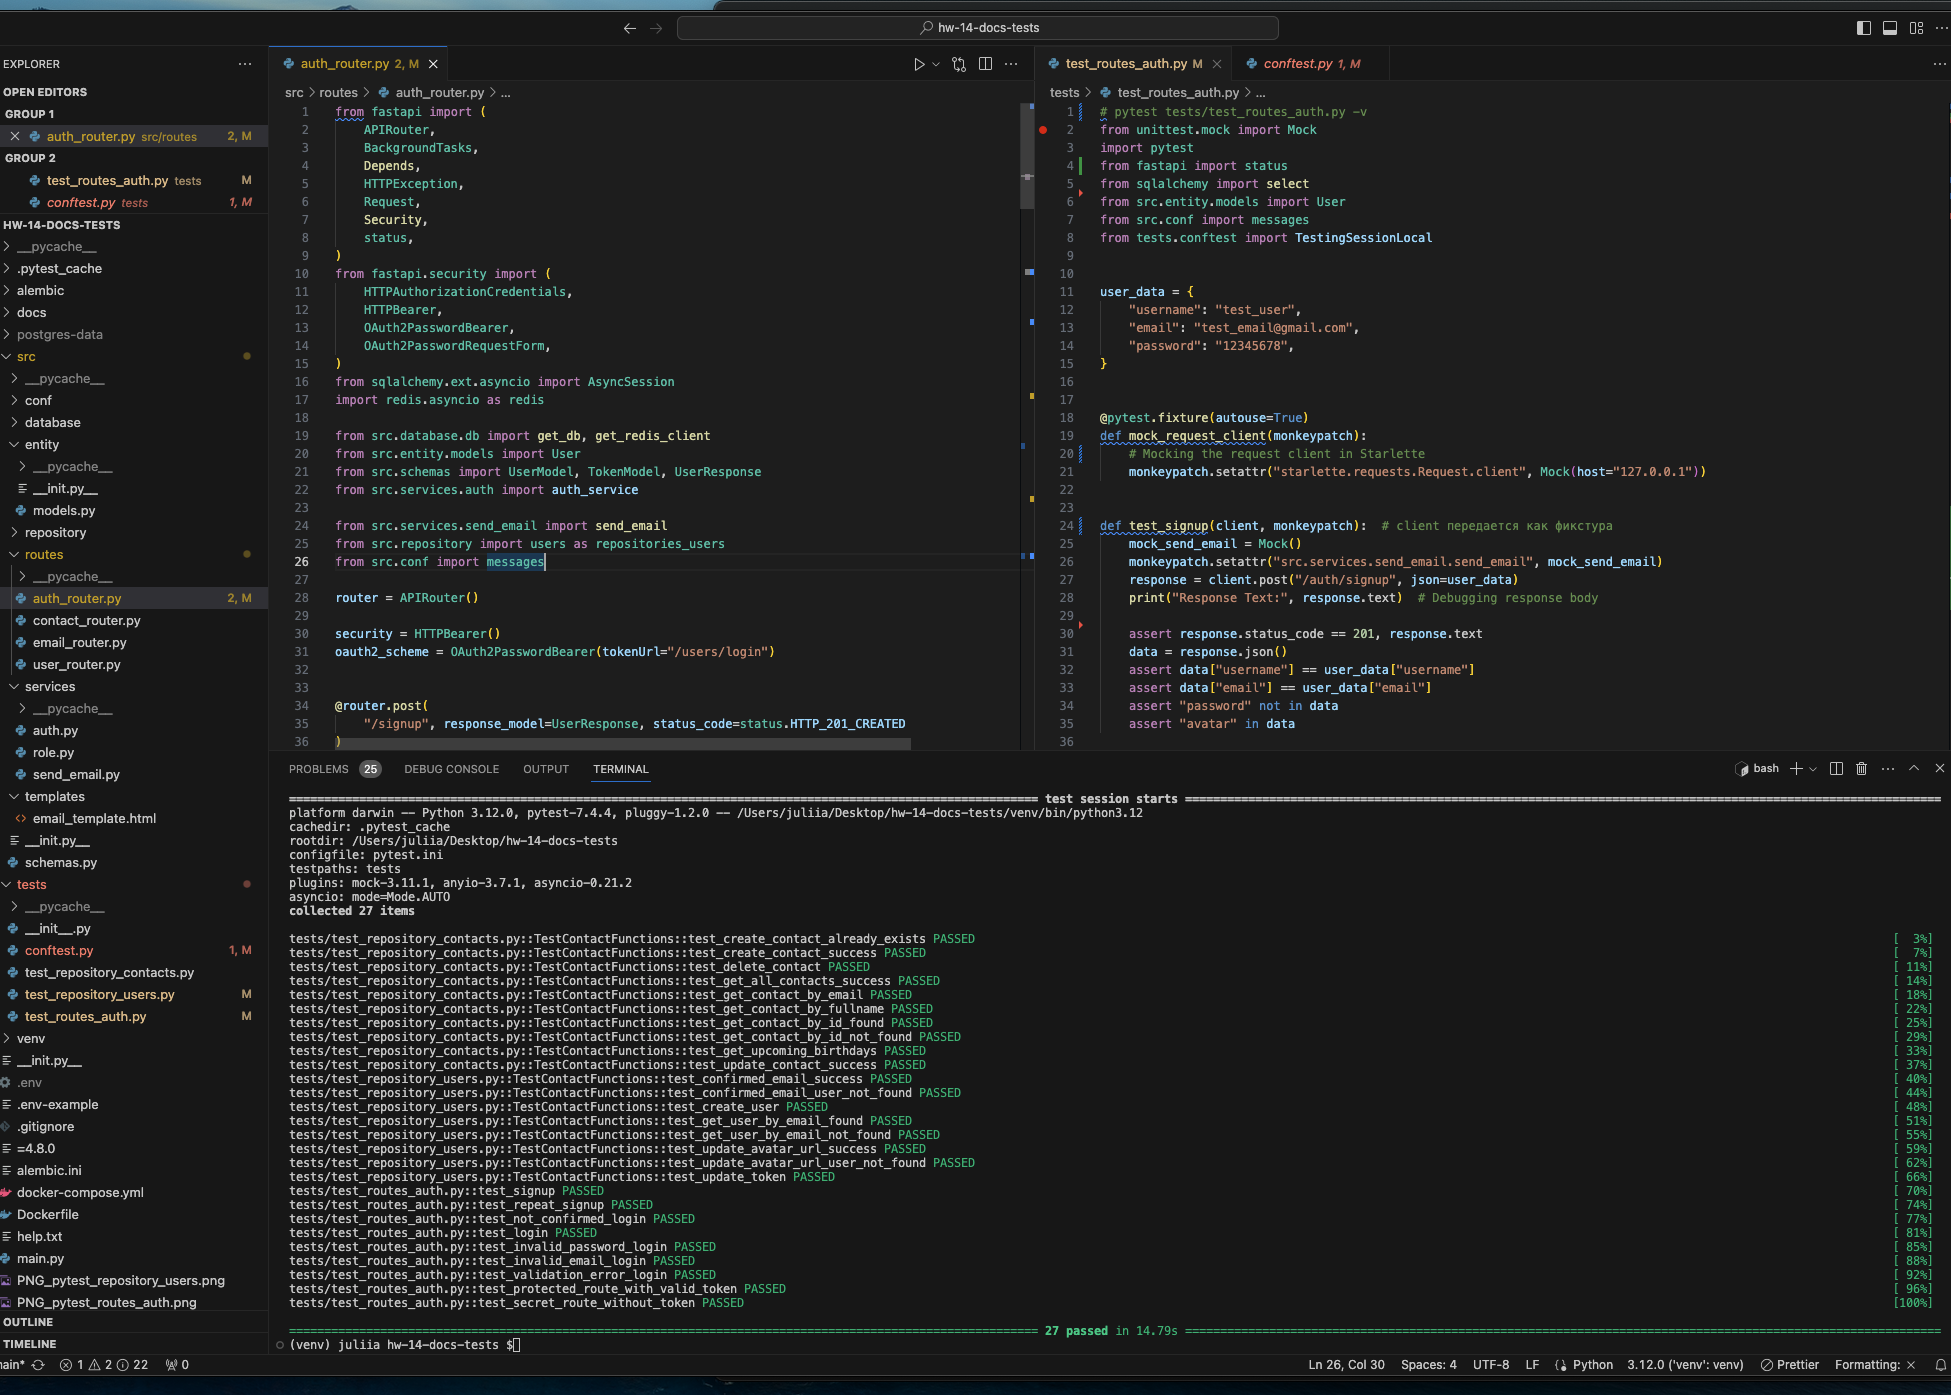 hw-14-docs-tests
EXPLORER
OPEN EDITORS
GROUP 1
auth_router.py src/routes 2, M
GROUP 2
test_routes_auth.py tests M
conftest.py tests 1, M
HW-14-DOCS-TESTS
__pycache__
.pytest_cache
alembic
docs
postgres-data
src
__pycache__
conf
database
entity
__pycache__
__init.py__
models.py
repository
routes
__pycache__
auth_router.py 2, M
contact_router.py
email_router.py
user_router.py
services
__pycache__
auth.py
role.py
send_email.py
templates
email_template.html
__init.py__
schemas.py
tests
__pycache__
__init__.py
conftest.py 1, M
test_repository_contacts.py
test_repository_users.py M
test_routes_auth.py M
venv
__init.py__
.env
.env-example
.gitignore
=4.8.0
alembic.ini
docker-compose.yml
Dockerfile
help.txt
main.py
PNG_pytest_repository_users.png
PNG_pytest_routes_auth.png
OUTLINE
TIMELINE
auth_router.py 2, M
src > routes > auth_router.py > ...
1 from fastapi import (
2 APIRouter,
3 BackgroundTasks,
4 Depends,
5 HTTPException,
6 Request,
7 Security,
8 status,
9 )
10 from fastapi.security import (
11 HTTPAuthorizationCredentials,
12 HTTPBearer,
13 OAuth2PasswordBearer,
14 OAuth2PasswordRequestForm,
15 )
16 from sqlalchemy.ext.asyncio import AsyncSession
17 import redis.asyncio as redis
18
19 from src.database.db import get_db, get_redis_client
20 from src.entity.models import User
21 from src.schemas import UserModel, TokenModel, UserResponse
22 from src.services.auth import auth_service
23
24 from src.services.send_email import send_email
25 from src.repository import users as repositories_users
26 from src.conf import messages
27
28 router = APIRouter()
29
30 security = HTTPBearer()
31 oauth2_scheme = OAuth2PasswordBearer(tokenUrl="/users/login")
32
33
34 @router.post(
35 "/signup", response_model=UserResponse, status_code=status.HTTP_201_CREATED
36 )
test_routes_auth.py M
conftest.py 1, M
tests > test_routes_auth.py > ...
1 # pytest tests/test_routes_auth.py -v
2 from unittest.mock import Mock
3 import pytest
4 from fastapi import status
5 from sqlalchemy import select
6 from src.entity.models import User
7 from src.conf import messages
8 from tests.conftest import TestingSessionLocal
9
10
11 user_data = {
12 "username": "test_user",
13 "email": "test_email@gmail.com",
14 "password": "12345678",
15 }
16
17
18 @pytest.fixture(autouse=True)
19 def mock_request_client(monkeypatch):
20 # Mocking the request client in Starlette
21 monkeypatch.setattr("starlette.requests.Request.client", Mock(host="127.0.0.1"))
22
23
24 def test_signup(client, monkeypatch): # client передается как фикстура
25 mock_send_email = Mock()
26 monkeypatch.setattr("src.services.send_email.send_email", mock_send_email)
27 response = client.post("/auth/signup", json=user_data)
28 print("Response Text:", response.text) # Debugging response body
29
30 assert response.status_code == 201, response.text
31 data = response.json()
32 assert data["username"] == user_data["username"]
33 assert data["email"] == user_data["email"]
34 assert "password" not in data
35 assert "avatar" in data
36
PROBLEMS 25 DEBUG CONSOLE OUTPUT TERMINAL
bash
test session starts
platform darwin -- Python 3.12.0, pytest-7.4.4, pluggy-1.2.0 -- /Users/juliia/Desktop/hw-14-docs-tests/venv/bin/python3.12
cachedir: .pytest_cache
rootdir: /Users/juliia/Desktop/hw-14-docs-tests
configfile: pytest.ini
testpaths: tests
plugins: mock-3.11.1, anyio-3.7.1, asyncio-0.21.2
asyncio: mode=Mode.AUTO
collected 27 items
tests/test_repository_contacts.py::TestContactFunctions::test_create_contact_already_exists PASSED [ 3%]
tests/test_repository_contacts.py::TestContactFunctions::test_create_contact_success PASSED [ 7%]
tests/test_repository_contacts.py::TestContactFunctions::test_delete_contact PASSED [ 11%]
tests/test_repository_contacts.py::TestContactFunctions::test_get_all_contacts_success PASSED [ 14%]
tests/test_repository_contacts.py::TestContactFunctions::test_get_contact_by_email PASSED [ 18%]
tests/test_repository_contacts.py::TestContactFunctions::test_get_contact_by_fullname PASSED [ 22%]
tests/test_repository_contacts.py::TestContactFunctions::test_get_contact_by_id_found PASSED [ 25%]
tests/test_repository_contacts.py::TestContactFunctions::test_get_contact_by_id_not_found PASSED [ 29%]
tests/test_repository_contacts.py::TestContactFunctions::test_get_upcoming_birthdays PASSED [ 33%]
tests/test_repository_contacts.py::TestContactFunctions::test_update_contact_success PASSED [ 37%]
tests/test_repository_users.py::TestContactFunctions::test_confirmed_email_success PASSED [ 40%]
tests/test_repository_users.py::TestContactFunctions::test_confirmed_email_user_not_found PASSED [ 44%]
tests/test_repository_users.py::TestContactFunctions::test_create_user PASSED [ 48%]
tests/test_repository_users.py::TestContactFunctions::test_get_user_by_email_found PASSED [ 51%]
tests/test_repository_users.py::TestContactFunctions::test_get_user_by_email_not_found PASSED [ 55%]
tests/test_repository_users.py::TestContactFunctions::test_update_avatar_url_success PASSED [ 59%]
tests/test_repository_users.py::TestContactFunctions::test_update_avatar_url_user_not_found PASSED [ 62%]
tests/test_repository_users.py::TestContactFunctions::test_update_token PASSED [ 66%]
tests/test_routes_auth.py::test_signup PASSED [ 70%]
tests/test_routes_auth.py::test_repeat_signup PASSED [ 74%]
tests/test_routes_auth.py::test_not_confirmed_login PASSED [ 77%]
tests/test_routes_auth.py::test_login PASSED [ 81%]
tests/test_routes_auth.py::test_invalid_password_login PASSED [ 85%]
tests/test_routes_auth.py::test_invalid_email_login PASSED [ 88%]
tests/test_routes_auth.py::test_validation_error_login PASSED [ 92%]
tests/test_routes_auth.py::test_protected_route_with_valid_token PASSED [ 96%]
tests/test_routes_auth.py::test_secret_route_without_token PASSED [100%]
27 passed in 14.79s
(venv) juliia hw-14-docs-tests $
main* 1 2 22 0 Ln 26, Col 30 Spaces: 4 UTF-8 LF Python 3.12.0 ('venv': venv) Prettier Formatting: ×